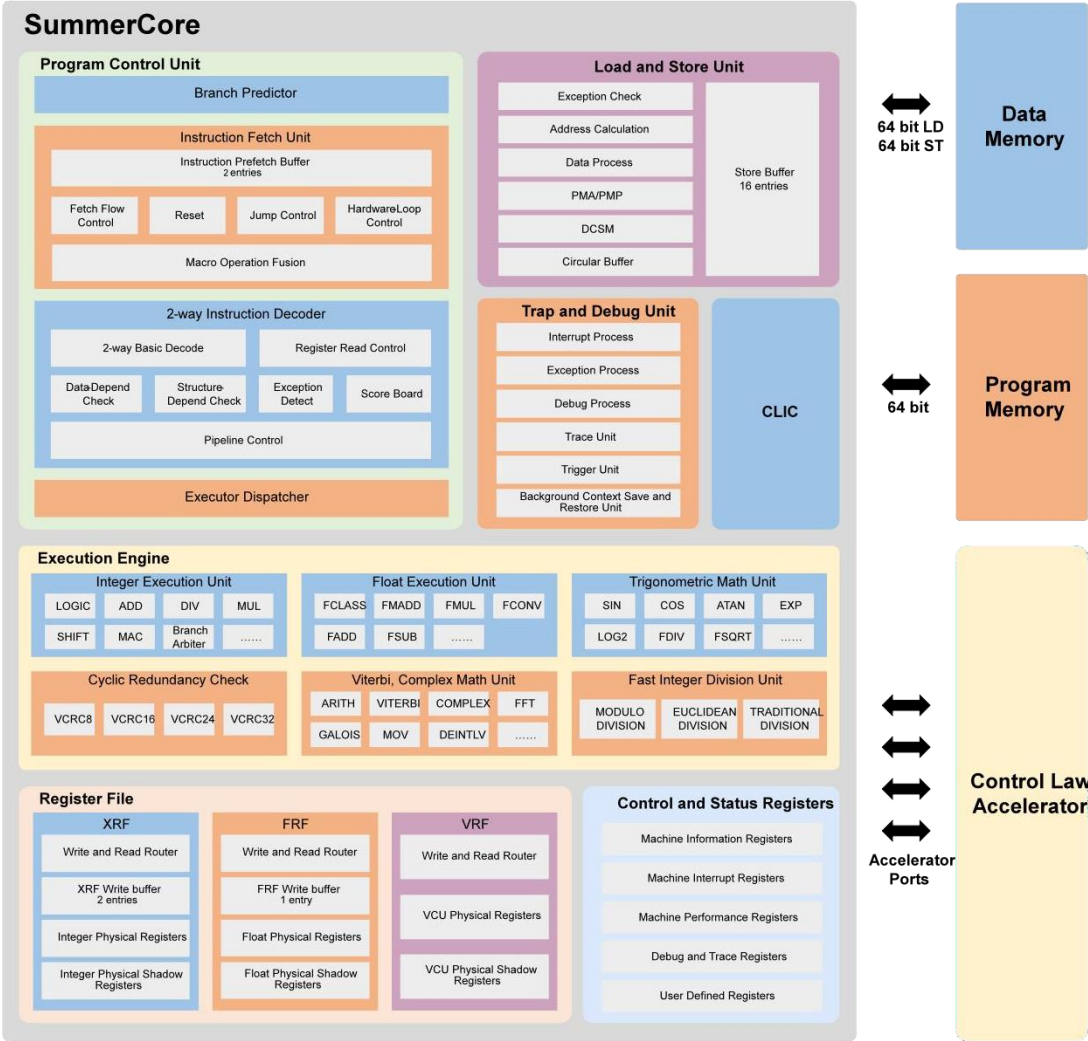 SummerCore
Program Control Unit
Branch Predictor
Instruction Fetch Unit
Instruction Prefetch Buffer
2 entries
Fetch Flow
Control
Reset
Jump Control
HardwareLoop
Control
Macro Operation Fusion
2-way Instruction Decoder
2-way Basic Decode
Register Read Control
Data-Depend
Check
Structure-
Depend Check
Exception
Detect
Score Board
Pipeline Control
Executor Dispatcher
Load and Store Unit
Exception Check
Address Calculation
Data Process
PMA/PMP
DCSM
Circular Buffer
Store Buffer
16 entries
Trap and Debug Unit
Interrupt Process
Exception Process
Debug Process
Trace Unit
Trigger Unit
Background Context Save and
Restore Unit
CLIC
Execution Engine
Integer Execution Unit
LOGIC
ADD
DIV
MUL
SHIFT
MAC
Branch
Arbiter
......
Float Execution Unit
FCLASS
FMADD
FMUL
FCONV
FADD
FSUB
......
Trigonometric Math Unit
SIN
COS
ATAN
EXP
LOG2
FDIV
FSQRT
......
Cyclic Redundancy Check
VCRC8
VCRC16
VCRC24
VCRC32
Viterbi, Complex Math Unit
ARITH
VITERBI
COMPLEX
FFT
GALOIS
MOV
DEINTLV
......
Fast Integer Division Unit
MODULO
DIVISION
EUCLIDEAN
DIVISION
TRADITIONAL
DIVISION
Register File
XRF
Write and Read Router
XRF Write buffer
2 entries
Integer Physical Registers
Integer Physical Shadow
Registers
FRF
Write and Read Router
FRF Write buffer
1 entry
Float Physical Registers
Float Physical Shadow
Registers
VRF
Write and Read Router
VCU Physical Registers
VCU Physical Shadow
Registers
Control and Status Registers
Machine Information Registers
Machine Interrupt Registers
Machine Performance Registers
Debug and Trace Registers
User Defined Registers
64 bit LD
64 bit ST
Data
Memory
64 bit
Program
Memory
Accelerator
Ports
Control Law
Accelerator